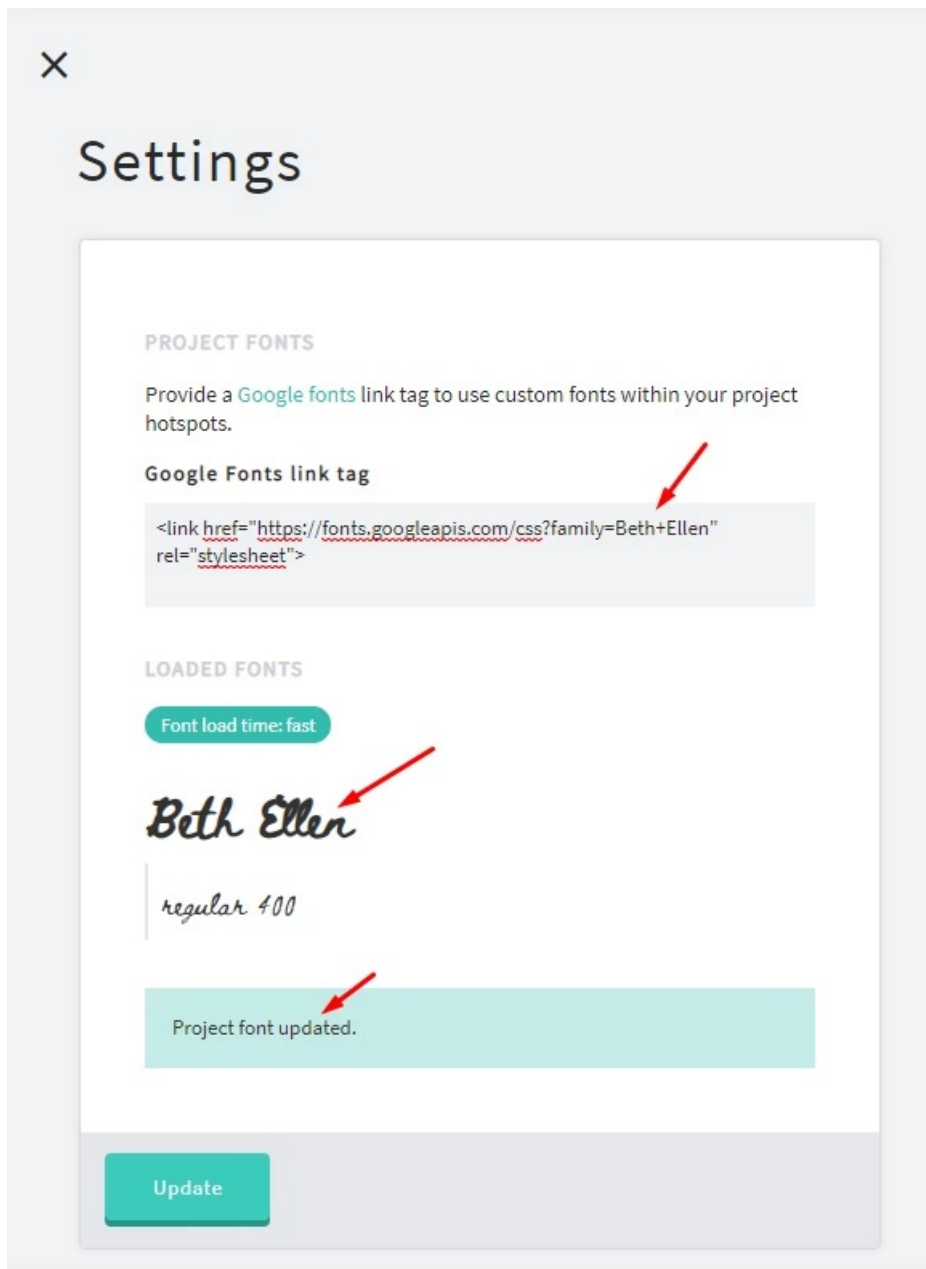 Settings
PROJECT FONTS
Provide a Google fonts link tag to use custom fonts within your project
hotspots.
Google Fonts link tag
<link href="https://fonts.googleapis.com/css?family=Beth+Ellen"
rel="stylesheet">
LOADED FONTS
Font load time: fast
Beth Ellen
regular 400
Project font updated.
Update